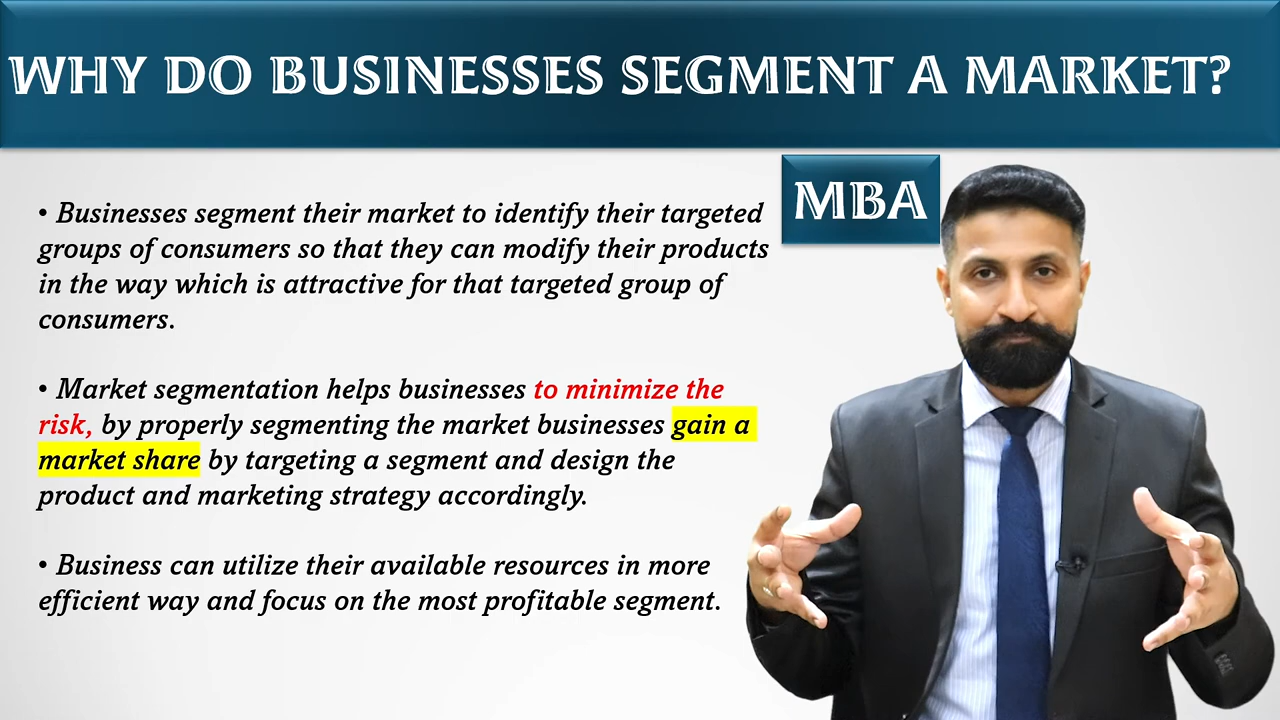 WHY DO BUSINESSES SEGMENT A MARKET?
MBA
• Businesses segment their market to identify their targeted
groups of consumers so that they can modify their products
in the way which is attractive for that targeted group of
consumers.
• Market segmentation helps businesses to minimize the
risk, by properly segmenting the market businesses gain a
market share by targeting a segment and design the
product and marketing strategy accordingly.
• Business can utilize their available resources in more
efficient way and focus on the most profitable segment.